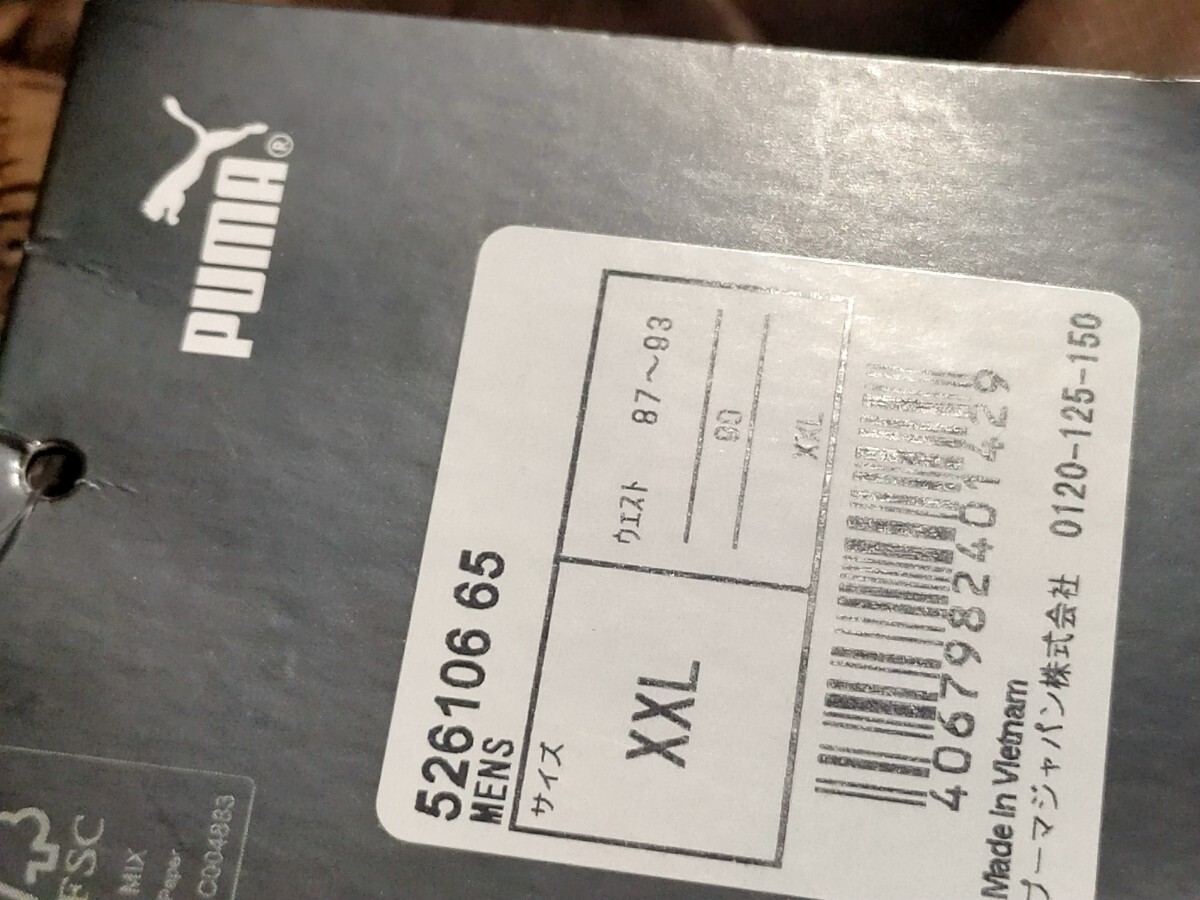 PUMA®
526106 65
MENS
サイズ
XXL
ウエスト 87〜93
90
XXL
4067982401429
Made In Vietnam
プーマジャパン株式会社 0120-125-150
FSC
MIX
Paper
C004883